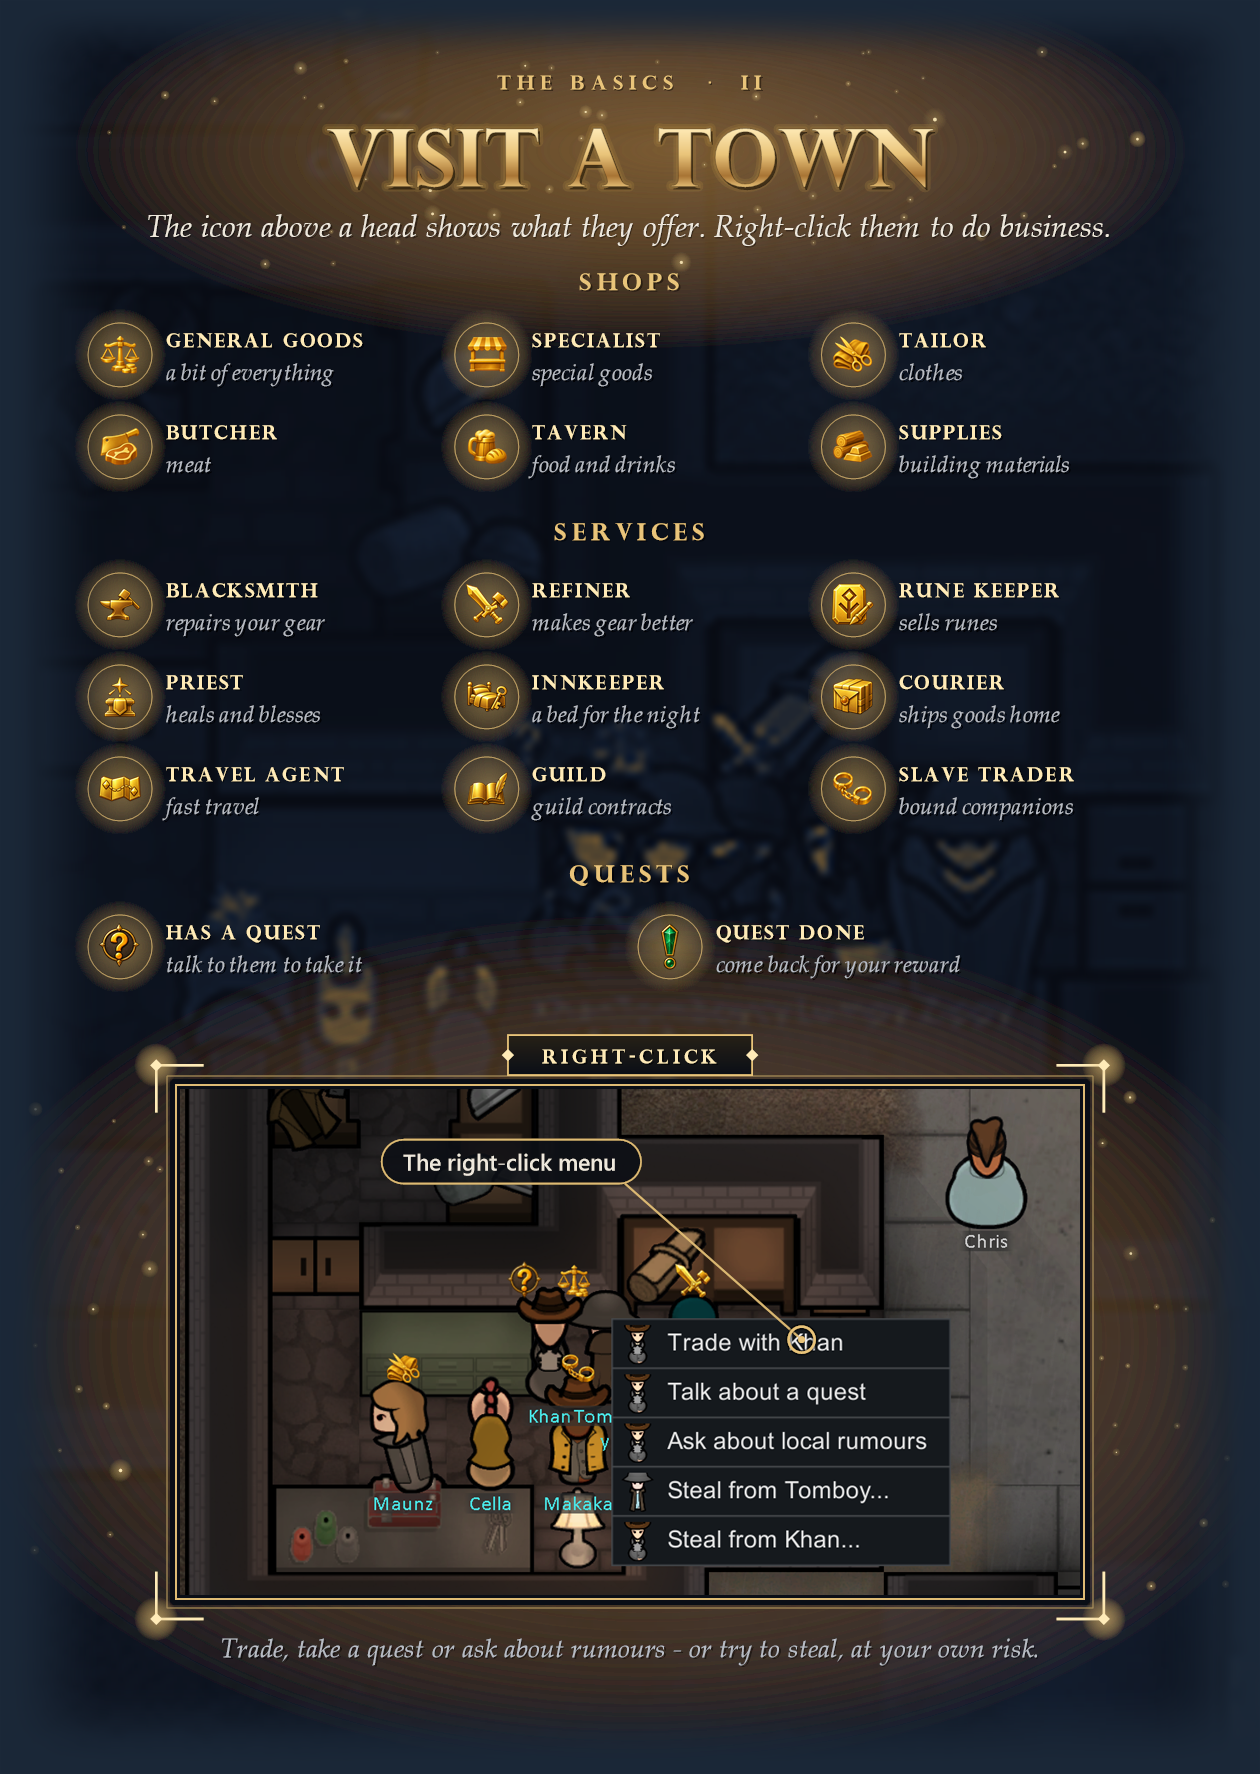 THE BASICS · II
VISIT A TOWN
The icon above a head shows what they offer. Right-click them to do business.
SHOPS
GENERAL GOODS
a bit of everything
SPECIALIST
special goods
TAILOR
clothes
BUTCHER
meat
TAVERN
food and drinks
SUPPLIES
building materials
SERVICES
BLACKSMITH
repairs your gear
REFINER
makes gear better
RUNE KEEPER
sells runes
PRIEST
heals and blesses
INNKEEPER
a bed for the night
COURIER
ships goods home
TRAVEL AGENT
fast travel
GUILD
guild contracts
SLAVE TRADER
bound companions
QUESTS
HAS A QUEST
talk to them to take it
QUEST DONE
come back for your reward
RIGHT-CLICK
The right-click menu
Chris
Trade with Khan
Talk about a quest
Khan Tom
y
Ask about local rumours
Steal from Tomboy...
Maunz
Cella
Makaka
Steal from Khan...
Trade, take a quest or ask about rumours - or try to steal, at your own risk.